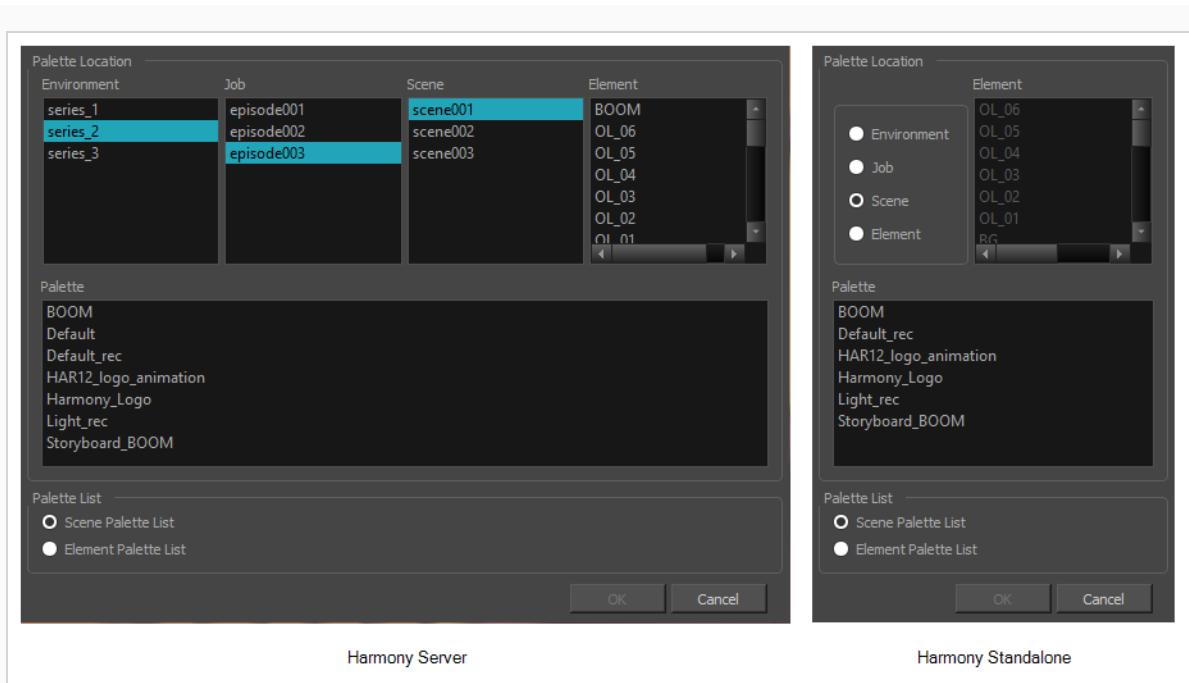 Palette Location
Environment
Job
Scene
Element
series_1
series_2
series_3
episode001
episode002
episode003
scene001
scene002
scene003
BOOM
OL_06
OL_05
OL_04
OL_03
OL_02
OL_01
Palette
BOOM
Default
Default_rec
HAR12_logo_animation
Harmony_Logo
Light_rec
Storyboard_BOOM
Palette List
Scene Palette List
Element Palette List
OK
Cancel
Harmony Server
Palette Location
Element
Environment
Job
Scene
Element
OL_06
OL_05
OL_04
OL_03
OL_02
OL_01
BG
Palette
BOOM
Default_rec
HAR12_logo_animation
Harmony_Logo
Light_rec
Storyboard_BOOM
Palette List
Scene Palette List
Element Palette List
OK
Cancel
Harmony Standalone